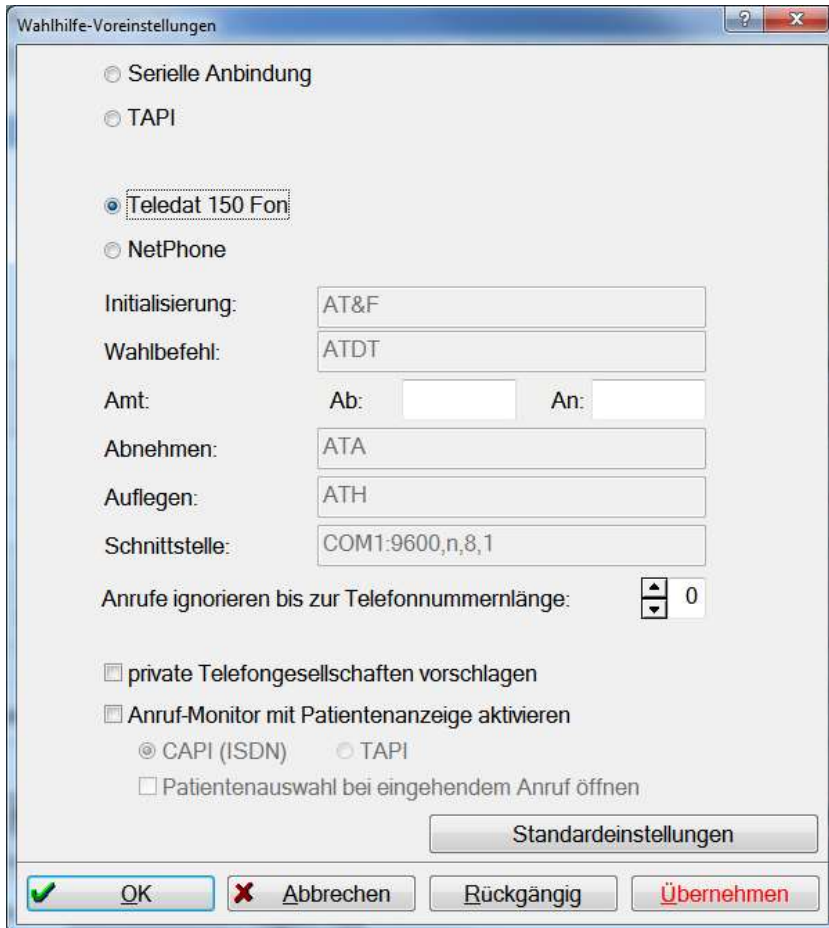 Wahlhilfe-Voreinstellungen
Serielle Anbindung
TAPI
Teledat 150 Fon
NetPhone
Initialisierung: AT&F
Wahlbefehl: ATDT
Amt: Ab: An:
Abnehmen: ATA
Auflegen: ATH
Schnittstelle: COM1:9600,n,8,1
Anrufe ignorieren bis zur Telefonnummernlänge: 0
private Telefongesellschaften vorschlagen
Anruf-Monitor mit Patientenanzeige aktivieren
CAPI (ISDN) TAPI
Patientenauswahl bei eingehendem Anruf öffnen
Standardeinstellungen
OK Abbrechen Rückgängig Übernehmen